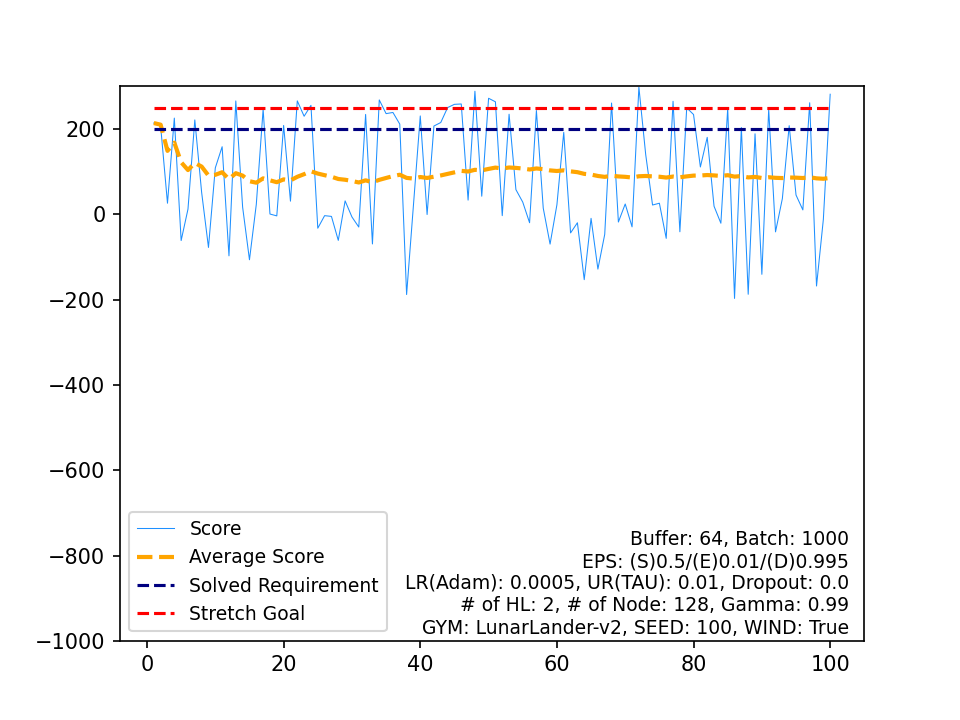 200
0
−200
−400
−600
−800
−1000
0 20 40 60 80 100
Score
Average Score
Solved Requirement
Stretch Goal
Buffer: 64, Batch: 1000
EPS: (S)0.5/(E)0.01/(D)0.995
LR(Adam): 0.0005, UR(TAU): 0.01, Dropout: 0.0
# of HL: 2, # of Node: 128, Gamma: 0.99
GYM: LunarLander-v2, SEED: 100, WIND: True